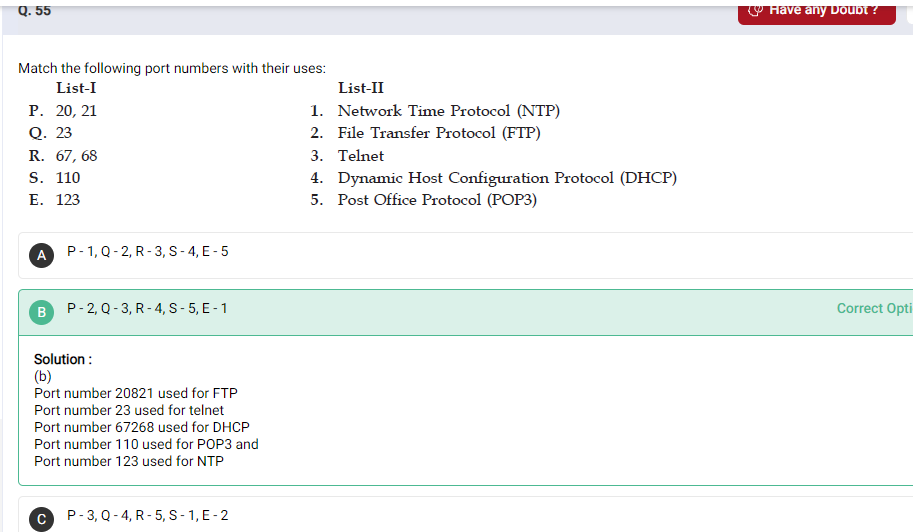 Q. 55
Have any Doubt ?
Match the following port numbers with their uses:
List-I List-II
P. 20, 21 1. Network Time Protocol (NTP)
Q. 23 2. File Transfer Protocol (FTP)
R. 67, 68 3. Telnet
S. 110 4. Dynamic Host Configuration Protocol (DHCP)
E. 123 5. Post Office Protocol (POP3)
A P - 1, Q - 2, R - 3, S - 4, E - 5
B P - 2, Q - 3, R - 4, S - 5, E - 1 Correct Opti
Solution :
(b)
Port number 20821 used for FTP
Port number 23 used for telnet
Port number 67268 used for DHCP
Port number 110 used for POP3 and
Port number 123 used for NTP
C P - 3, Q - 4, R - 5, S - 1, E - 2